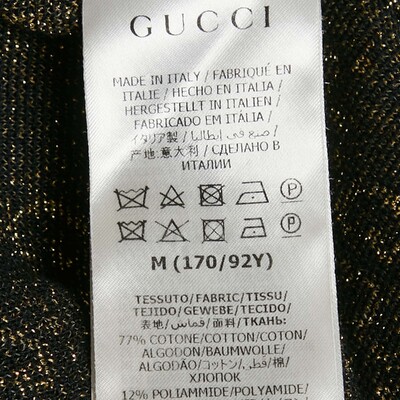 GUCCI
MADE IN ITALY / FABRIQUÉ EN
ITALIE / HECHO EN ITALIA /
HERGESTELLT IN ITALIEN /
FABRICADO EM ITÁLIA /
イタリア製 / صنع في ايطاليا /
产地:意大利 / СДЕЛАНО В
ИТАЛИИ
P
P
M (170/92Y)
TESSUTO/FABRIC/TISSU/
TEJIDO/GEWEBE/TECIDO/
表地/قماش/面料/ТКАНЬ:
77% COTONE/COTTON/COTON/
ALGODON/BAUMWOLLE/
ALGODÃO/コットン/قطن/棉/
ХЛОПОК
12% POLIAMMIDE/POLYAMIDE/